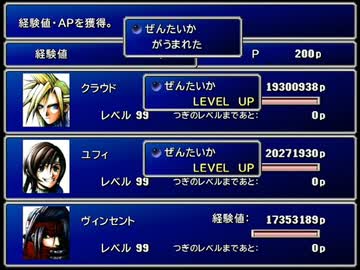 経験値・APを獲得。
ぜんたいか
がうまれた
経験値
P 200p
クラウド
ぜんたいか
LEVEL UP
19300938p
レベル 99
つぎのレベルまであと: 0p
ユフィ
ぜんたいか
LEVEL UP
20271930p
レベル 99
つぎのレベルまであと: 0p
ヴィンセント
経験値: 17353189p
レベル 99
つぎのレベルまであと: 0p